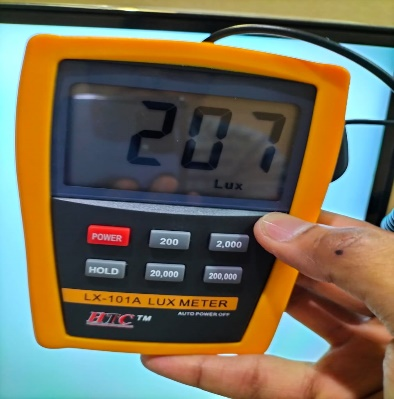 207
Lux
POWER 200 2,000
HOLD 20,000 200,000
LX-101A LUX METER
AUTO POWER OFF
HTC TM